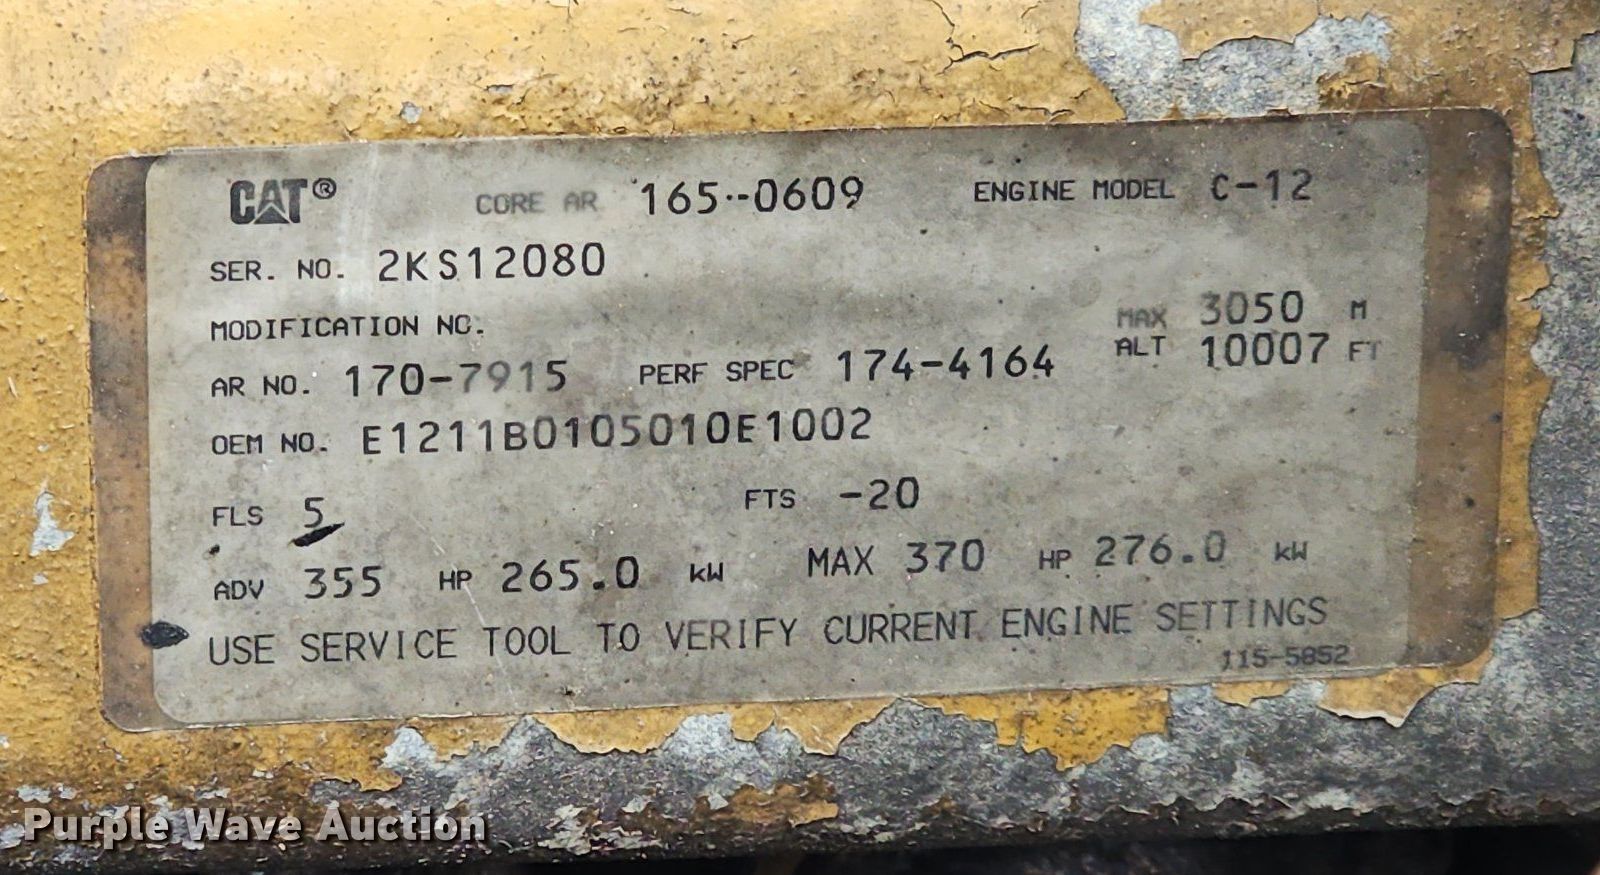 CAT® CORE AR 165-0609 ENGINE MODEL C-12
SER. NO. 2KS12080
MODIFICATION NO.
MAX ALT 3050 M
10007 FT
AR NO. 170-7915 PERF SPEC 174-4164
OEM NO. E1211B0105010E1002
FLS 5 FTS -20
ADV 355 HP 265.0 kW MAX 370 HP 276.0 kW
USE SERVICE TOOL TO VERIFY CURRENT ENGINE SETTINGS
115-5852
Purple Wave Auction